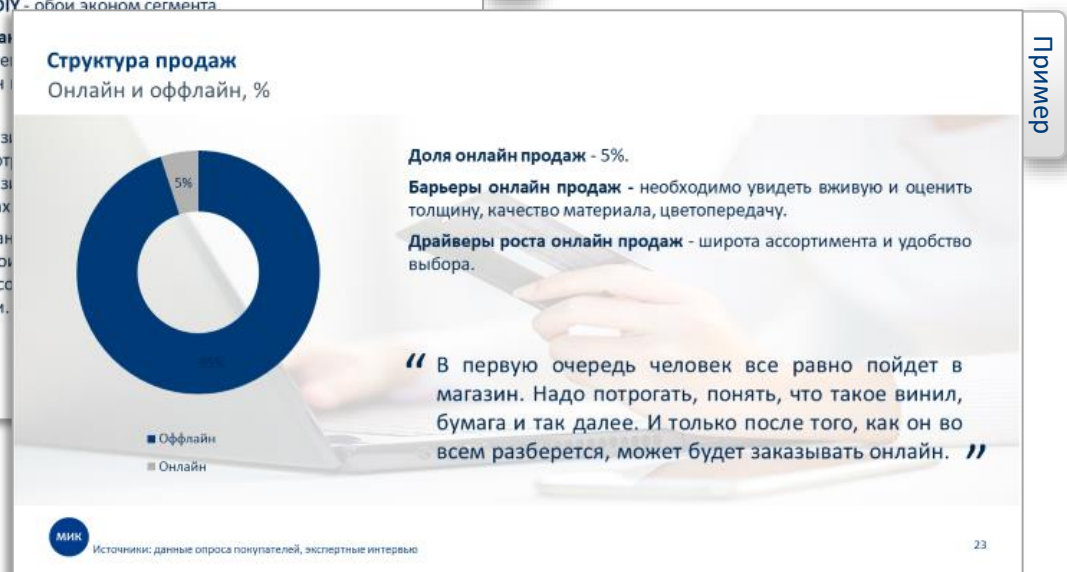 DIY - обои эконом сегмента.
Пример
Структура продаж
Онлайн и оффлайн, %
5%
95%
Оффлайн
Онлайн
Доля онлайн продаж - 5%.
Барьеры онлайн продаж - необходимо увидеть вживую и оценить
толщину, качество материала, цветопередачу.
Драйверы роста онлайн продаж - широта ассортимента и удобство
выбора.
“ В первую очередь человек все равно пойдет в
магазин. Надо потрогать, понять, что такое винил,
бумага и так далее. И только после того, как он во
всем разберется, может будет заказывать онлайн. ”
МИК
Источники: данные опроса покупателей, экспертные интервью
23